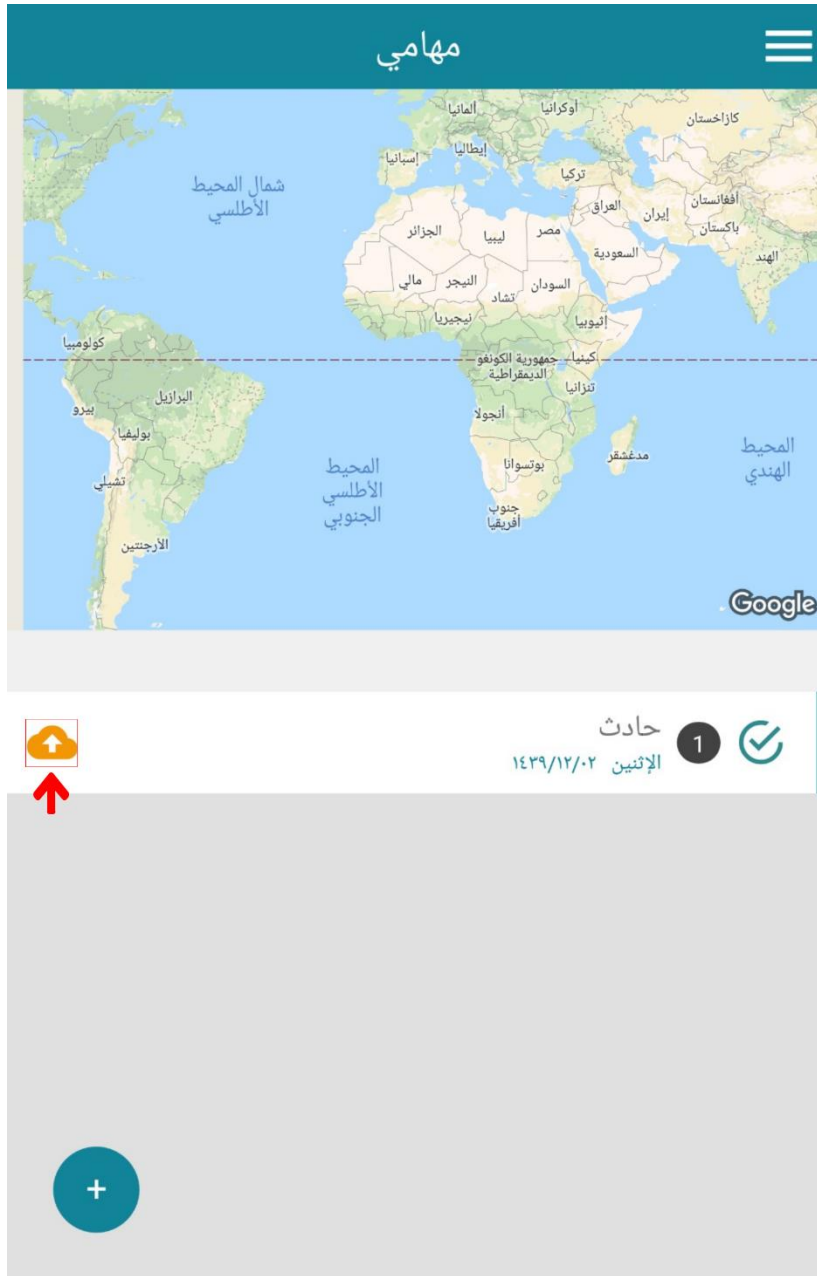 مهامي
ألمانيا
أوكرانيا
كازاخستان
إيطاليا
إسبانيا
تركيا
شمال المحيط
الأطلسي
أفغانستان
إيران
العراق
باكستان
الجزائر
ليبيا
مصر
السعودية
الهند
مالي
النيجر
تشاد
السودان
نيجيريا
إثيوبيا
كولومبيا
كينيا
جمهورية الكونغو
الديمقراطية
تنزانيا
البرازيل
بيرو
أنجولا
بوليفيا
المحيط
الهندي
مدغشقر
بوتسوانا
المحيط
الأطلسي
الجنوبي
تشيلي
جنوب
أفريقيا
الأرجنتين
Google
حادث
1
الإثنين ١٤٣٩/١٢/٠٢
+